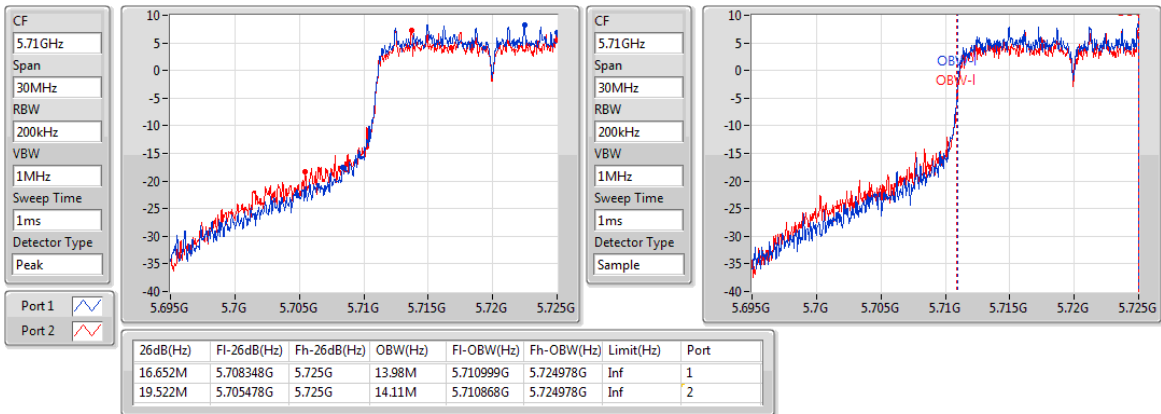 CF
5.71GHz
Span
30MHz
RBW
200kHz
VBW
1MHz
Sweep Time
1ms
Detector Type
Peak
Port 1
Port 2
10
5
0
-5
-10
-15
-20
-25
-30
-35
-40
5.695G 5.7G 5.705G 5.71G 5.715G 5.72G 5.725G
CF
5.71GHz
Span
30MHz
RBW
200kHz
VBW
1MHz
Sweep Time
1ms
Detector Type
Sample
10
5
0
-5
-10
-15
-20
-25
-30
-35
-40
OBW-l
5.695G 5.7G 5.705G 5.71G 5.715G 5.72G 5.725G
26dB(Hz) Fl-26dB(Hz) Fh-26dB(Hz) OBW(Hz) Fl-OBW(Hz) Fh-OBW(Hz) Limit(Hz) Port
16.652M 5.708348G 5.725G 13.98M 5.710999G 5.724978G Inf 1
19.522M 5.705478G 5.725G 14.11M 5.710868G 5.724978G Inf 2